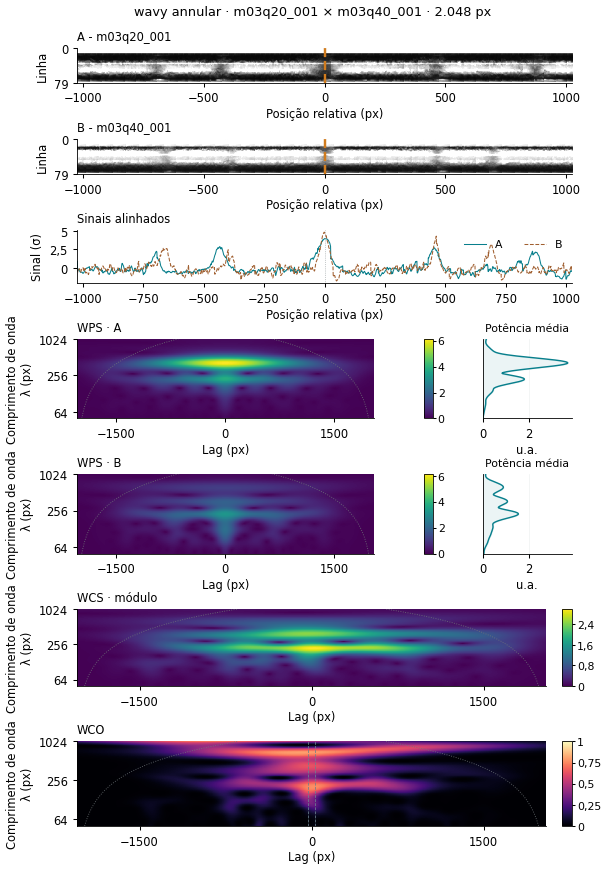 wavy annular · m03q20_001 × m03q40_001 · 2.048 px
A - m03q20_001
Linha
0
79
−1000 −500 0 500 1000
Posição relativa (px)
B - m03q40_001
Linha
0
79
−1000 −500 0 500 1000
Posição relativa (px)
Sinais alinhados
Sinal (σ)
5
2,5
0
A B
−1000 −750 −500 −250 0 250 500 750 1000
Posição relativa (px)
WPS · A
Comprimento de onda
λ (px)
1024
256
64
−1500 0 1500
Lag (px)
6
4
2
0
Potência média
0 2
u.a.
WPS · B
Comprimento de onda
λ (px)
1024
256
64
−1500 0 1500
Lag (px)
6
4
2
0
Potência média
0 2
u.a.
WCS · módulo
Comprimento de onda
λ (px)
1024
256
64
−1500 0 1500
Lag (px)
2,4
1,6
0,8
0
WCO
Comprimento de onda
λ (px)
1024
256
64
−1500 0 1500
Lag (px)
1
0,75
0,5
0,25
0